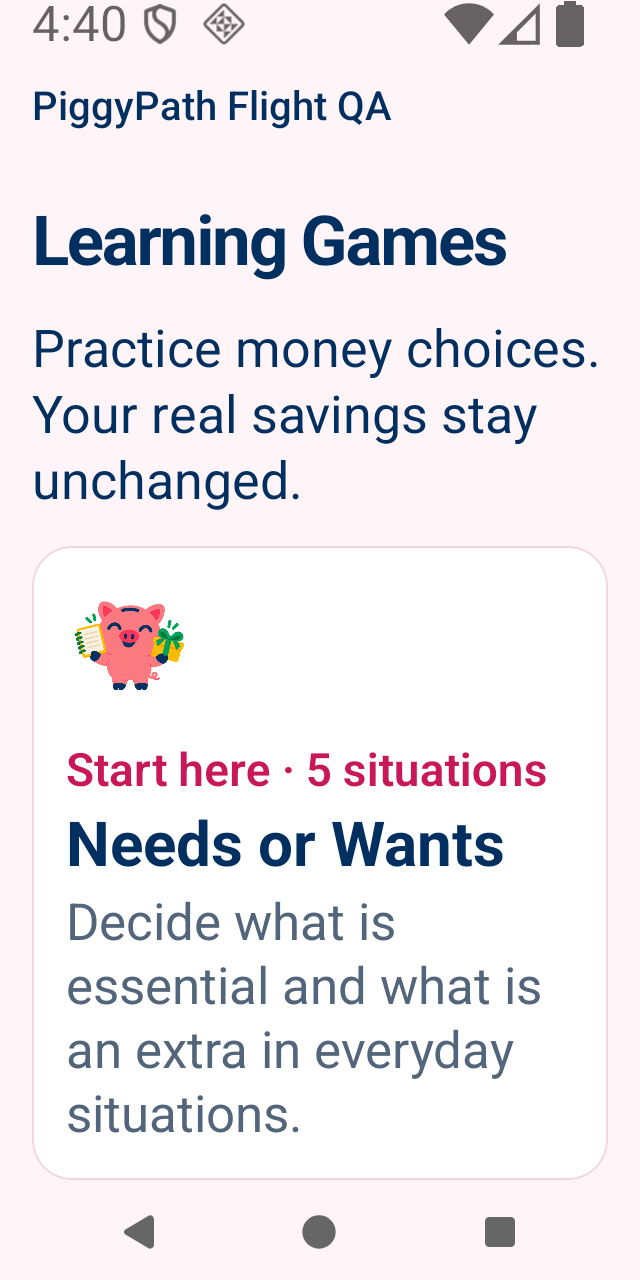 4:40
PiggyPath Flight QA
Learning Games
Practice money choices.
Your real savings stay
unchanged.
Start here · 5 situations
Needs or Wants
Decide what is
essential and what is
an extra in everyday
situations.